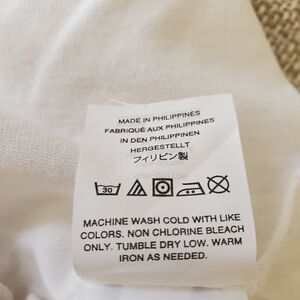 MADE IN PHILIPPINES
FABRIQUÉ AUX PHILIPPINES
IN DEN PHILIPPINEN
HERGESTELLT
フィリピン製
30
MACHINE WASH COLD WITH LIKE
COLORS. NON CHLORINE BLEACH
ONLY. TUMBLE DRY LOW. WARM
IRON AS NEEDED.